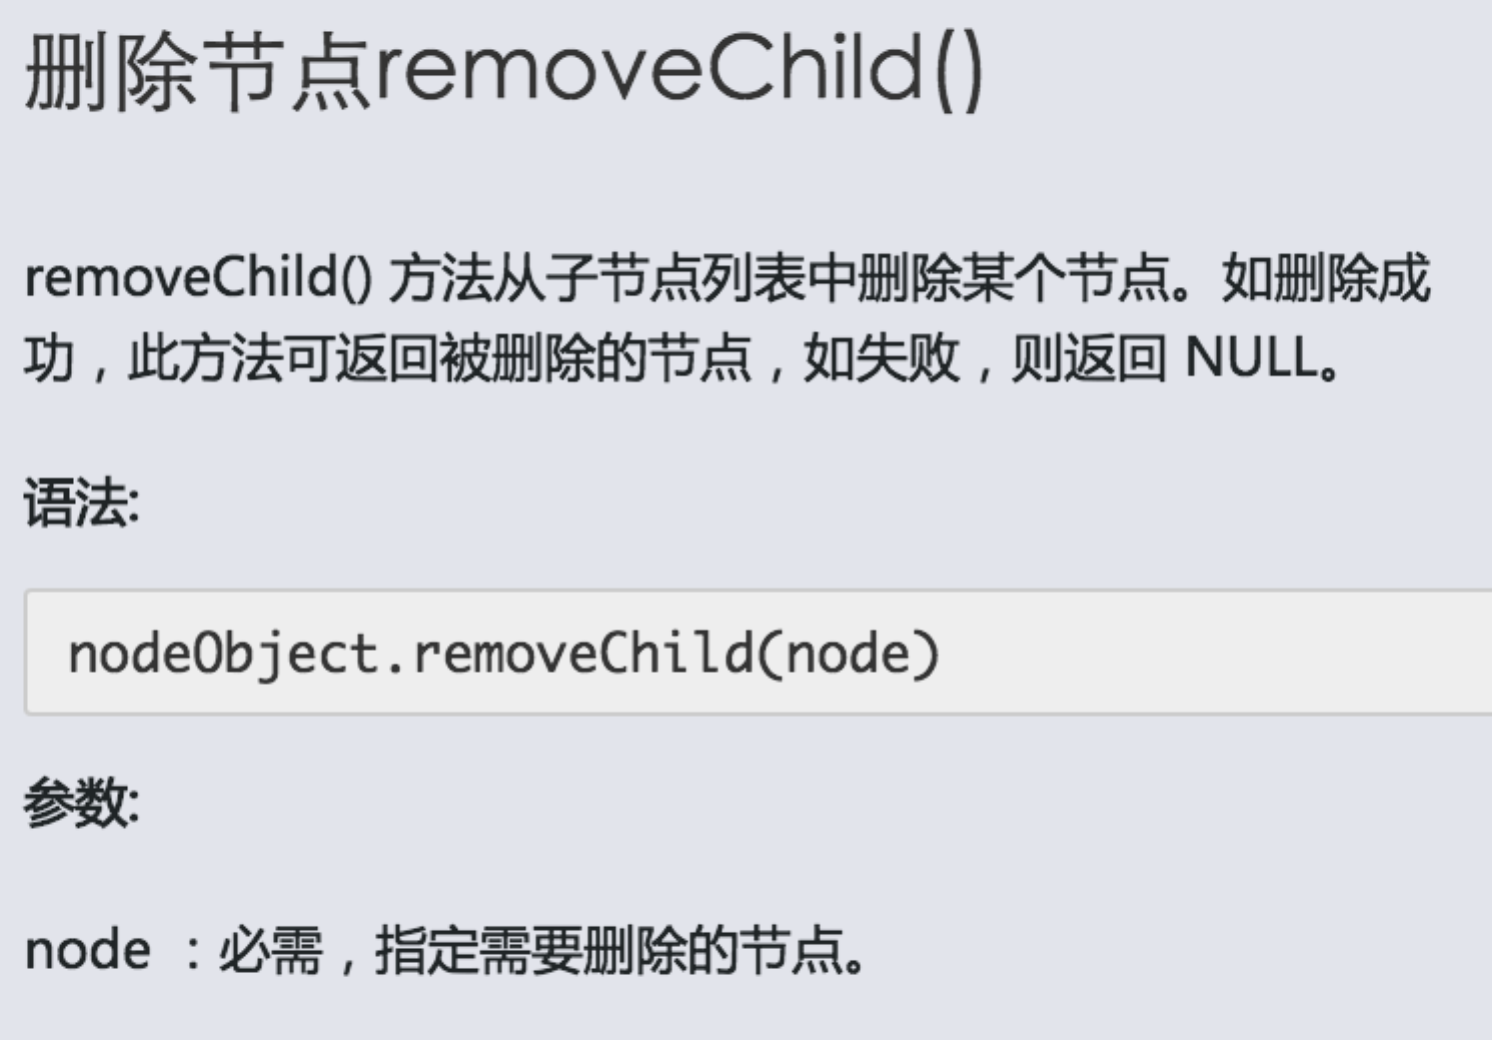 删除节点removeChild()
removeChild() 方法从子节点列表中删除某个节点。如删除成
功，此方法可返回被删除的节点，如失败，则返回 NULL。
语法:
nodeObject.removeChild(node)
参数:
node ：必需，指定需要删除的节点。